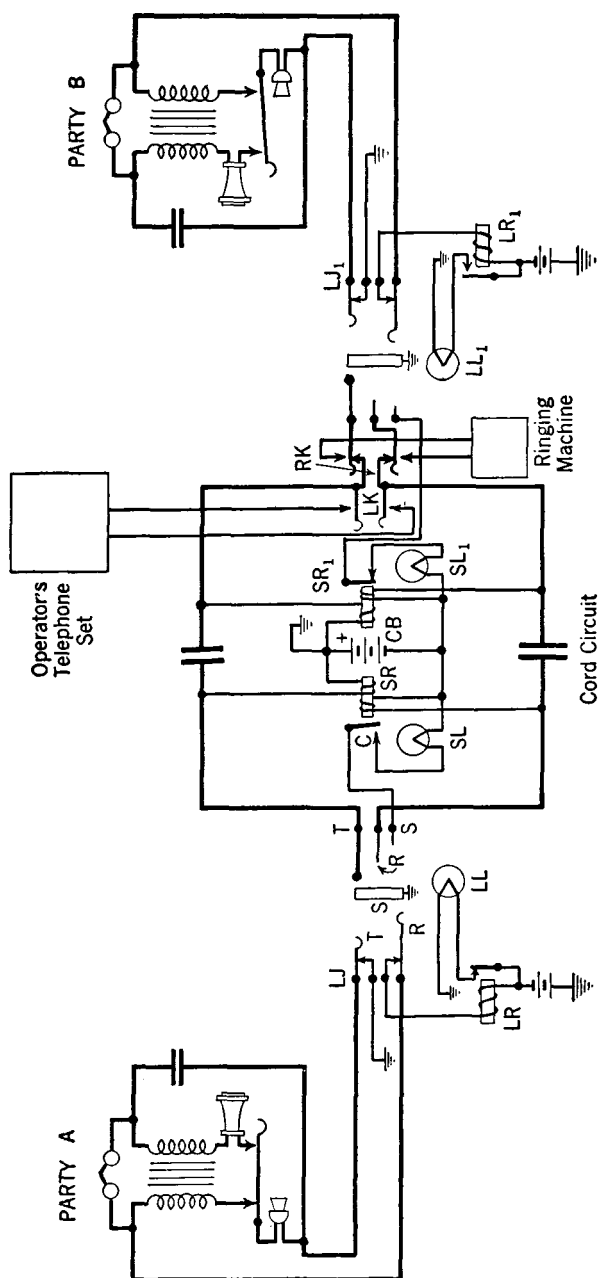 PARTY A
LJ
T
R
S
LR
LL
T
R
S
C
SL
SR
+
CB
SR₁
SL₁
Cord Circuit
Operator's
Telephone
Set
LK
RK
Ringing
Machine
LL₁
LJ₁
LR₁
PARTY B